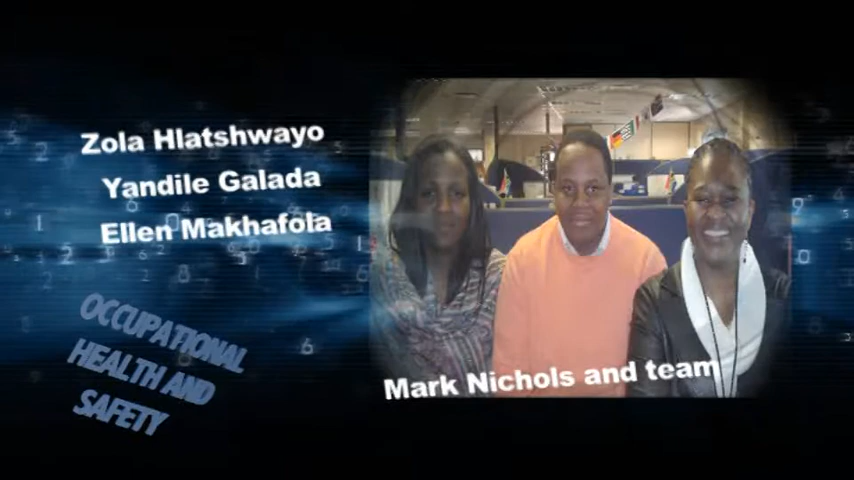 Zola Hlatshwayo
Yandile Galada
Ellen Makhafola
OCCUPATIONAL
HEALTH AND
SAFETY
Mark Nichols and team